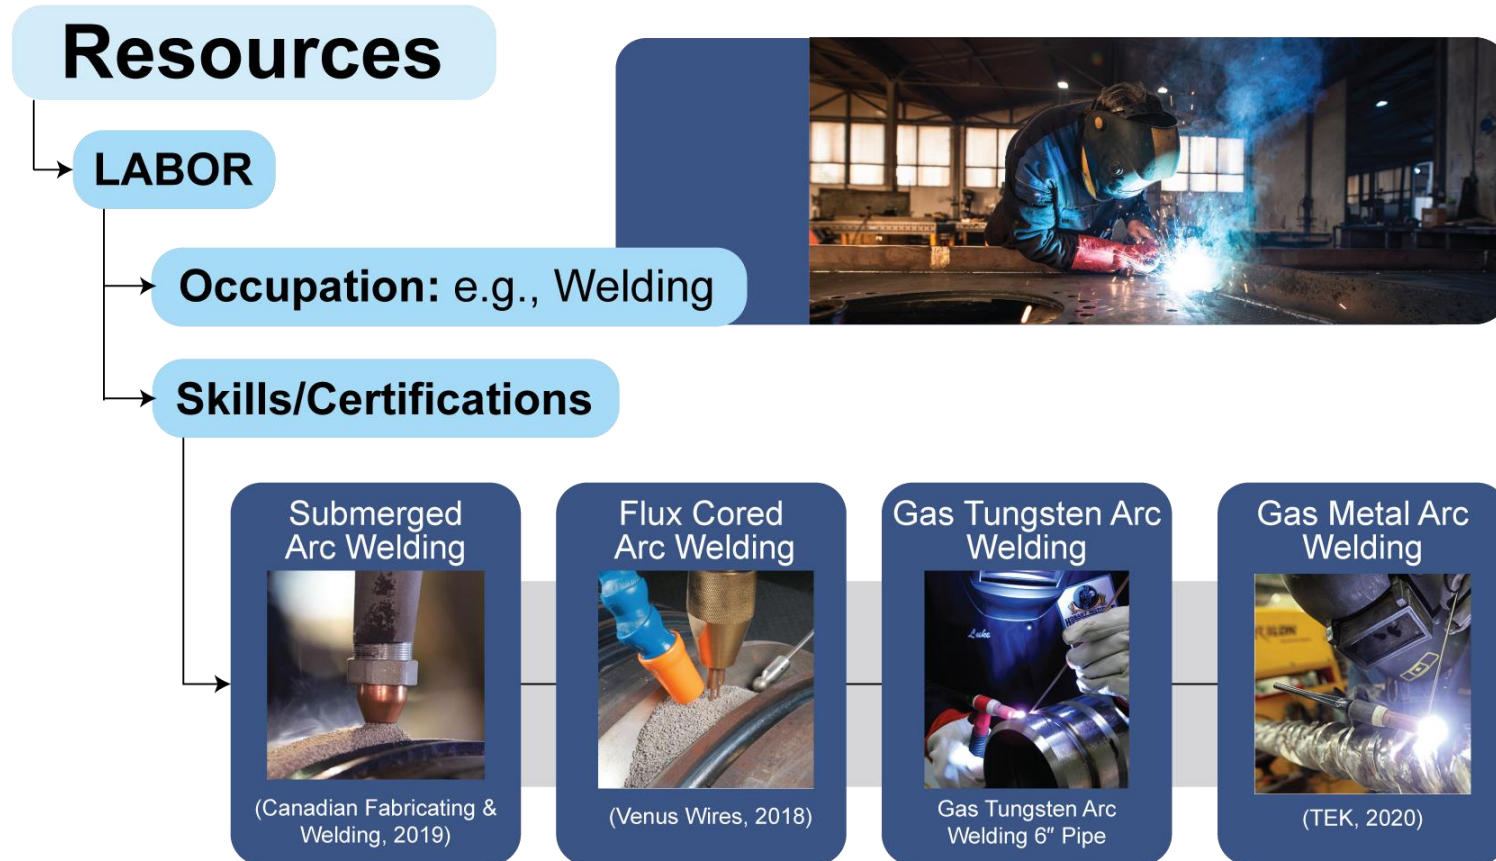 Resources
LABOR
Occupation: e.g., Welding
Skills/Certifications
Submerged
Arc Welding
(Canadian Fabricating &
Welding, 2019)
Flux Cored
Arc Welding
(Venus Wires, 2018)
Gas Tungsten Arc
Welding
Luke
Gas Tungsten Arc
Welding 6″ Pipe
Gas Metal Arc
Welding
(TEK, 2020)